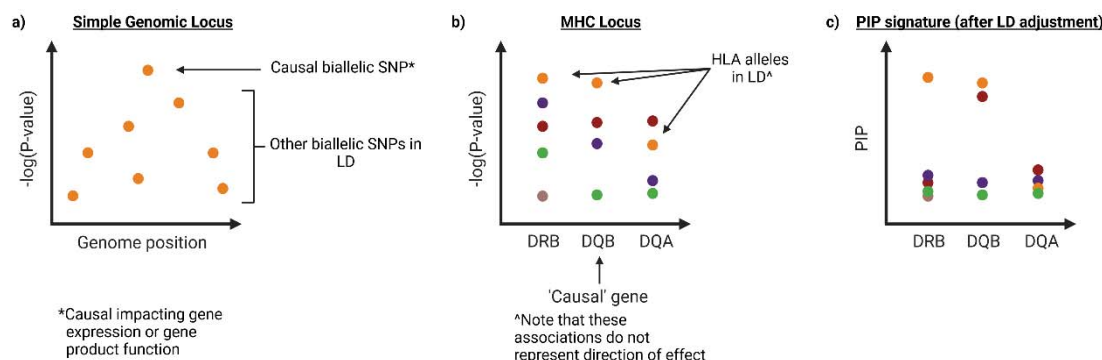 a) Simple Genomic Locus
-log(P-value)
Causal biallelic SNP*
Other biallelic SNPs in
LD
Genome position
*Causal impacting gene
expression or gene
product function
b) MHC Locus
-log(P-value)
HLA alleles
in LD^
DRB DQB DQA
'Causal' gene
^Note that these
associations do not
represent direction of effect
c) PIP signature (after LD adjustment)
PIP
DRB DQB DQA